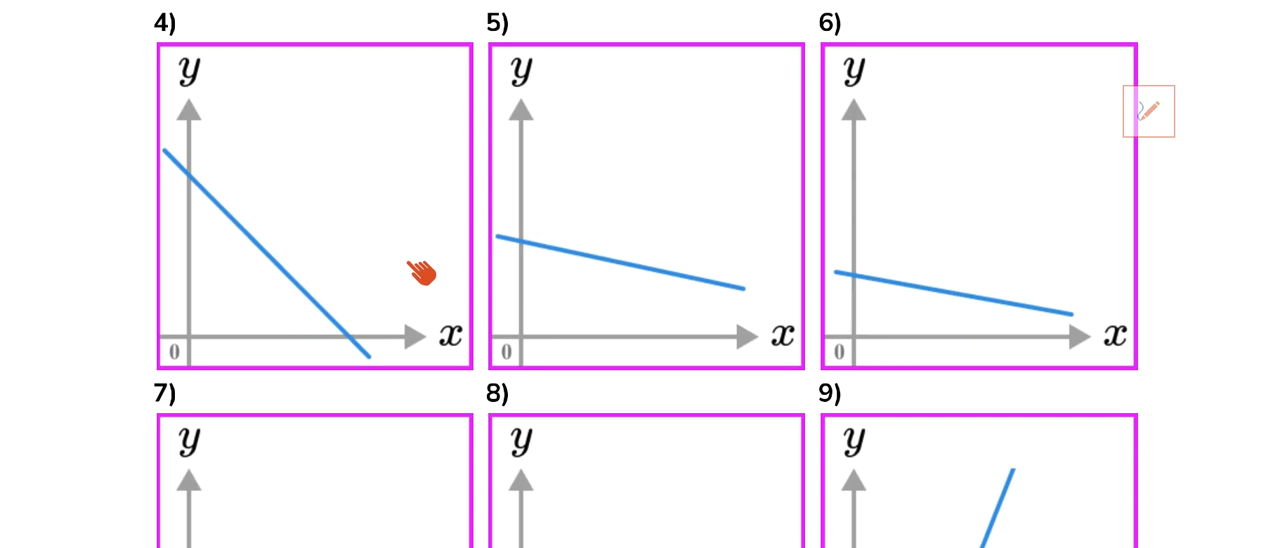 4) 5) 6)
y y y
x x x
0 0 0
7) 8) 9)
y y y